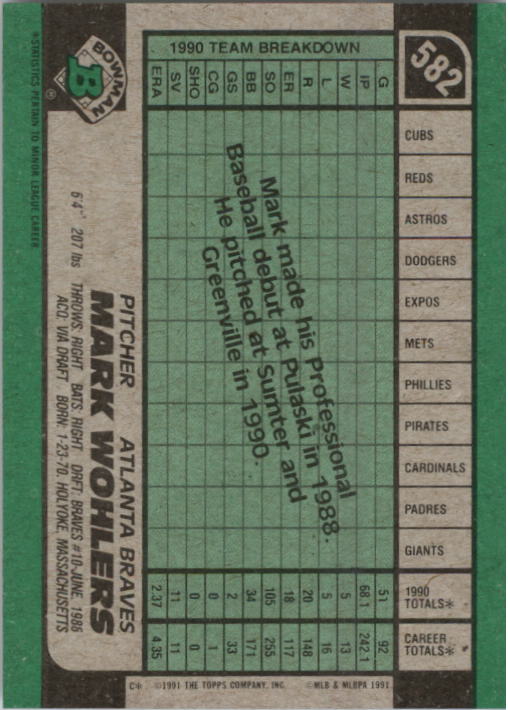 582
BOWMAN
B
®
PITCHER ATLANTA BRAVES
MARK WOHLERS
6'4" 207 lbs THROWS: RIGHT BATS: RIGHT DRFT: BRAVES #10-JUNE, 1988
ACQ: VIA DRAFT BORN: 1-23-70, HOLYOKE, MASSACHUSETTS
*STATISTICS PERTAIN TO MINOR LEAGUE CAREER
1990 TEAM BREAKDOWN
G IP W L R ER SO BB GS CG SHO SV ERA
CUBS
REDS
ASTROS
DODGERS
EXPOS
METS
PHILLIES
PIRATES
CARDINALS
PADRES
GIANTS
1990 TOTALS* 51 68.1 5 5 20 18 105 34 2 0 0 11 2.37
CAREER TOTALS* 92 242.1 13 16 148 117 255 171 33 1 0 11 4.35
Mark made his Professional
Baseball debut at Pulaski in 1988.
He pitched at Sumter and
Greenville in 1990.
C* ©1991 THE TOPPS COMPANY, INC. ©MLB & MLBPA 1991